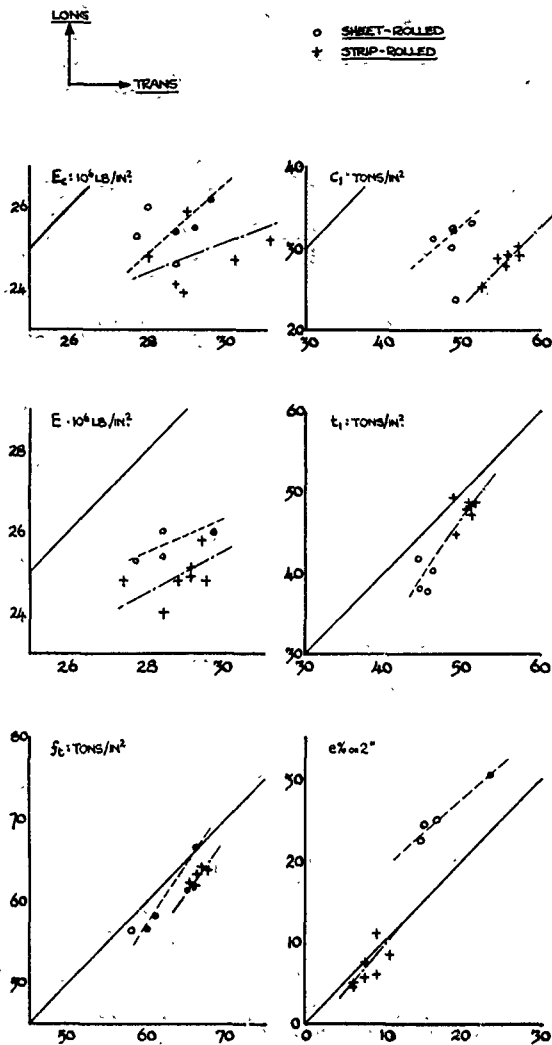 LONG
TRANS
o SHEET-ROLLED
+ STRIP-ROLLED
Ec: 10⁶ LB/IN²
26
24
26 28 30
C₁: TONS/IN²
40
30
20
40 50 60
E: 10⁶ LB/IN²
28
26
24
26 28 30
t₁: TONS/IN²
60
50
40
30
30 40 50 60
ft: TONS/IN²
80
70
60
50
50 60 70
e% on 2"
30
20
10
0
0 10 20 30